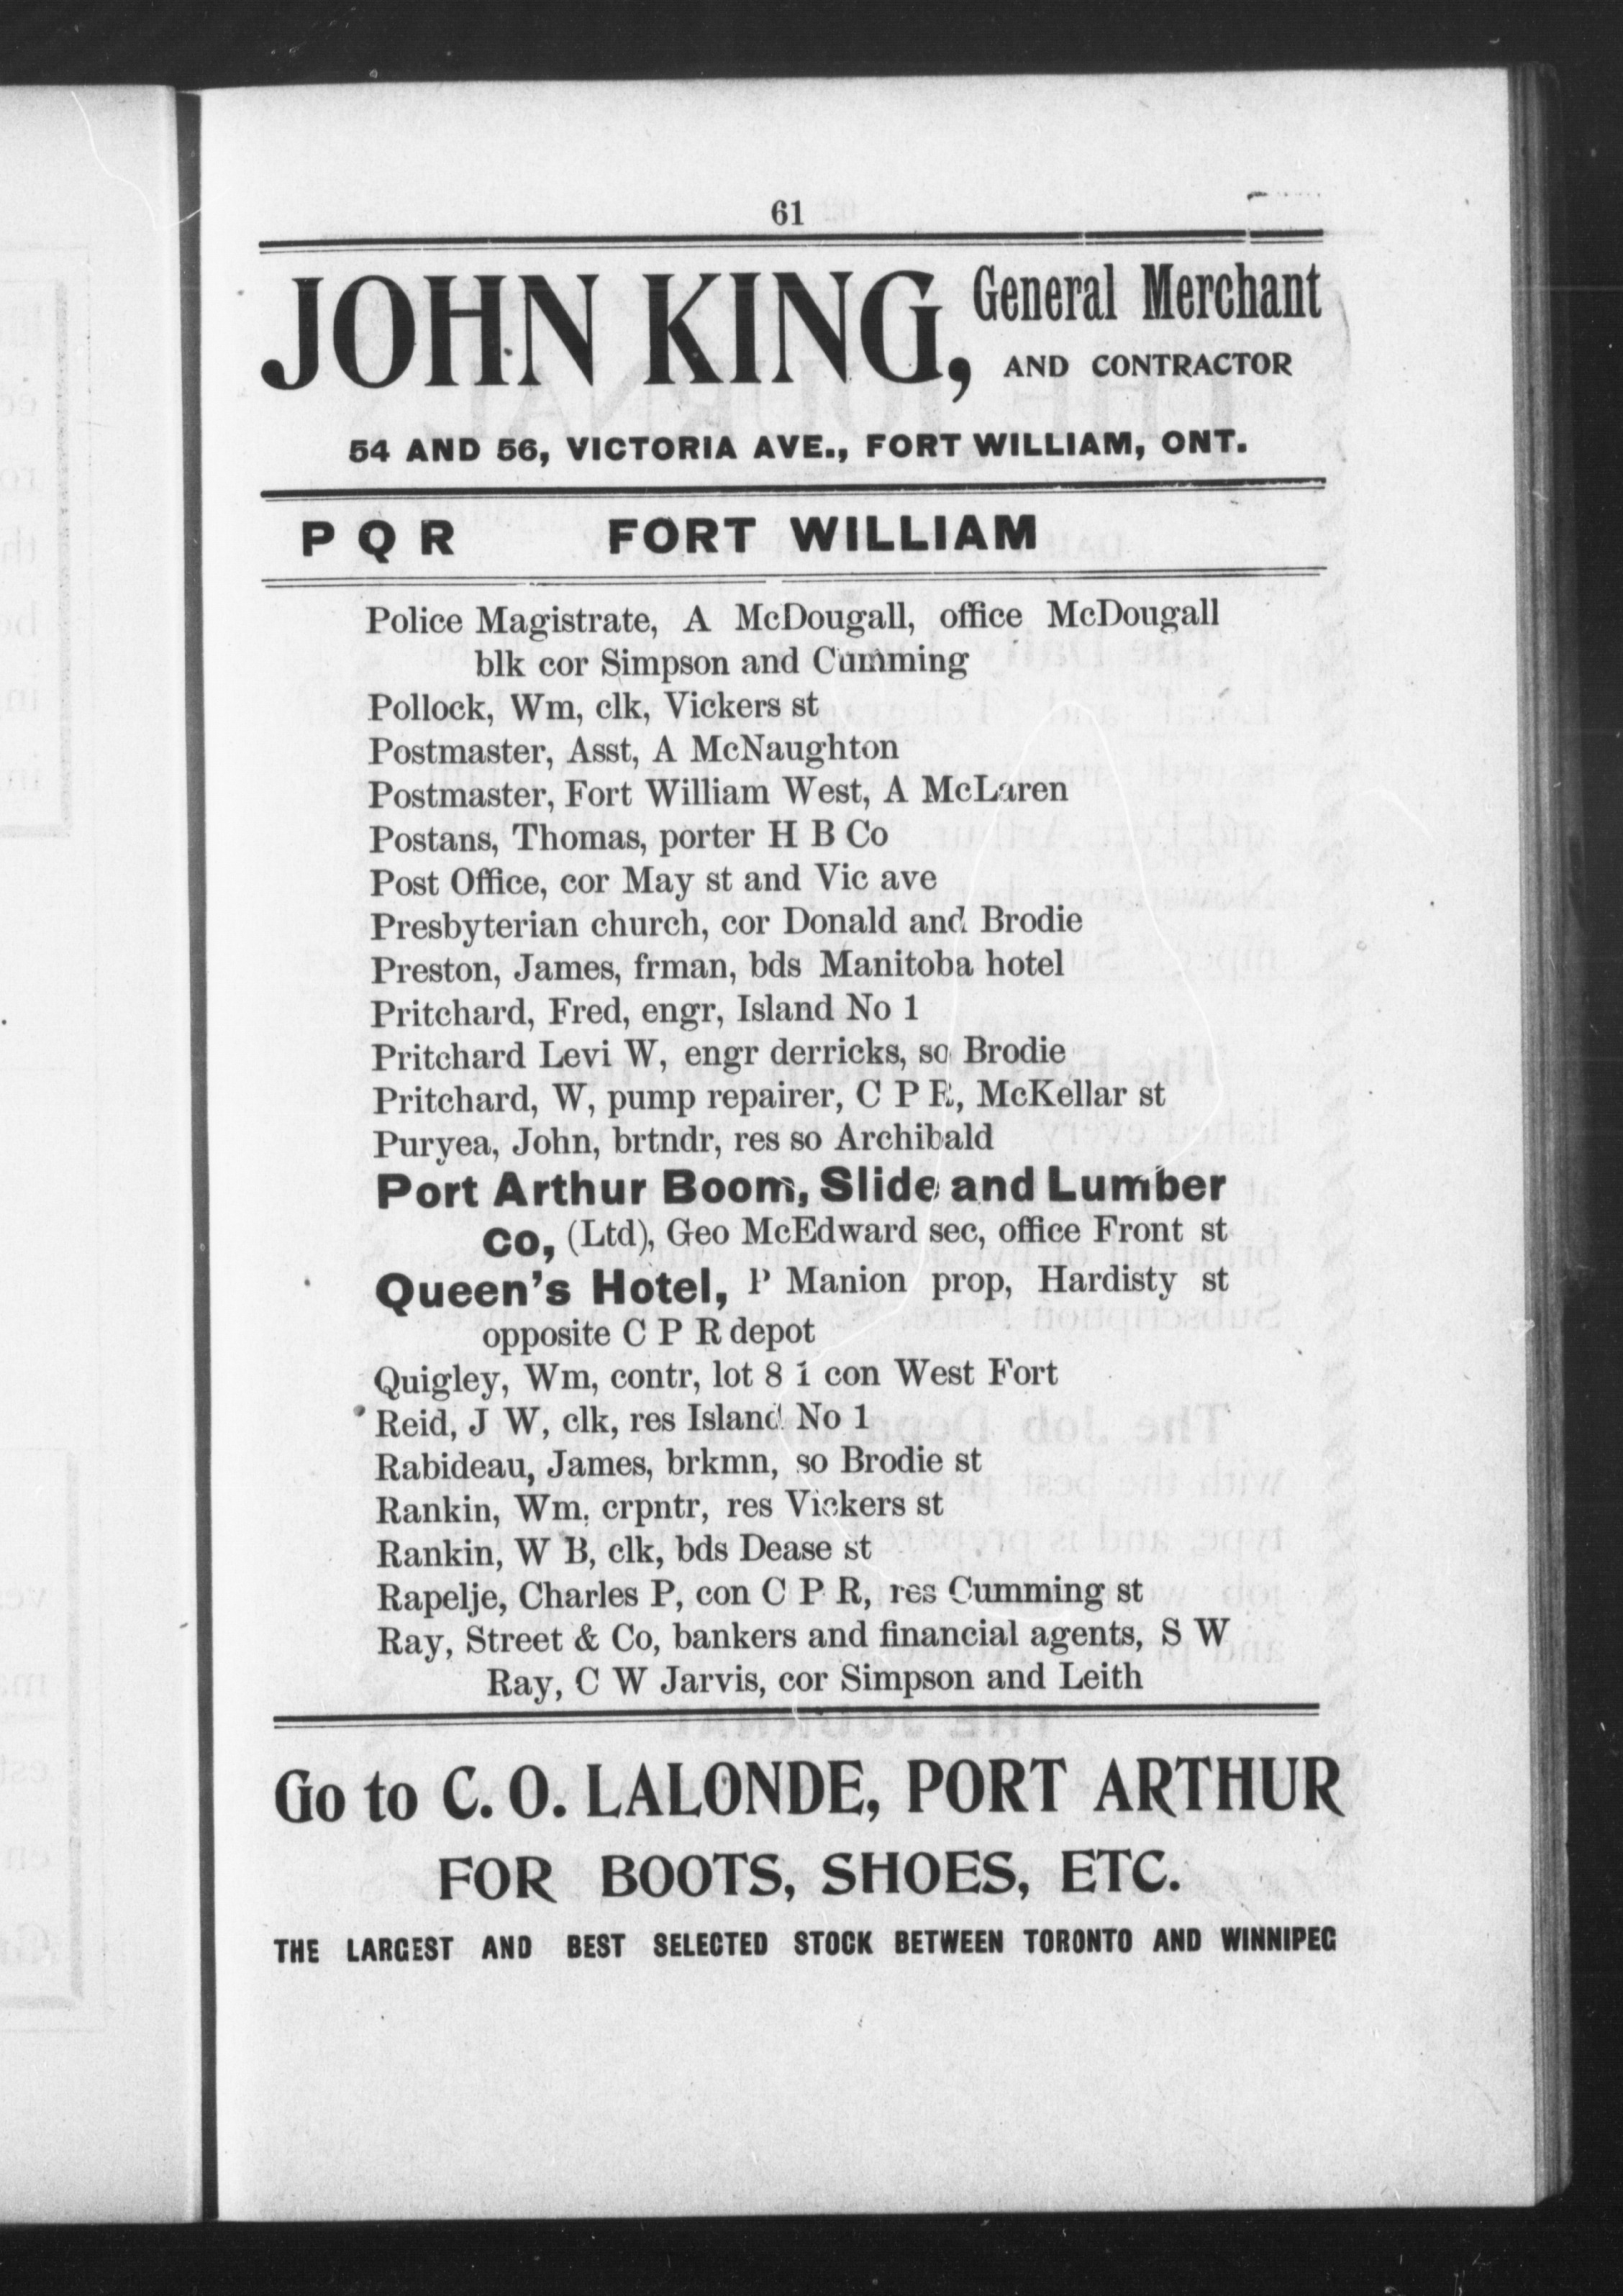 61
JOHN KING, General Merchant
AND CONTRACTOR
54 AND 56, VICTORIA AVE., FORT WILLIAM, ONT.
P Q R FORT WILLIAM
Police Magistrate, A McDougall, office McDougall
blk cor Simpson and Cumming
Pollock, Wm, clk, Vickers st
Postmaster, Asst, A McNaughton
Postmaster, Fort William West, A McLaren
Postans, Thomas, porter H B Co
Post Office, cor May st and Vic ave
Presbyterian church, cor Donald and Brodie
Preston, James, frman, bds Manitoba hotel
Pritchard, Fred, engr, Island No 1
Pritchard Levi W, engr derricks, so Brodie
Pritchard, W, pump repairer, C P R, McKellar st
Puryea, John, brtndr, res so Archibald
Port Arthur Boom, Slide and Lumber
Co, (Ltd), Geo McEdward sec, office Front st
Queen's Hotel, P Manion prop, Hardisty st
opposite C P R depot
Quigley, Wm, contr, lot 8 1 con West Fort
Reid, J W, clk, res Island No 1
Rabideau, James, brkmn, so Brodie st
Rankin, Wm, crpntr, res Vickers st
Rankin, W B, clk, bds Dease st
Rapelje, Charles P, con C P R, res Cumming st
Ray, Street & Co, bankers and financial agents, S W
Ray, C W Jarvis, cor Simpson and Leith
Go to C. O. LALONDE, PORT ARTHUR
FOR BOOTS, SHOES, ETC.
THE LARGEST AND BEST SELECTED STOCK BETWEEN TORONTO AND WINNIPEG